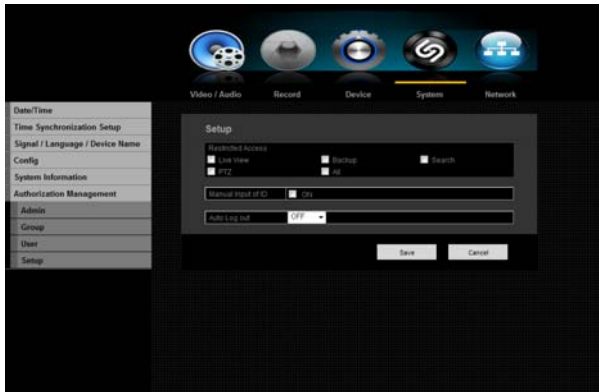 Video / Audio Record Device System Network
Date/Time
Time Synchronization Setup
Signal / Language / Device Name
Config
System Information
Authorization Management
Admin
Group
User
Setup
Setup
Restricted Access
Live View Backup Search
PTZ All
Manual Input of ID ON
Auto Log out OFF
Save Cancel